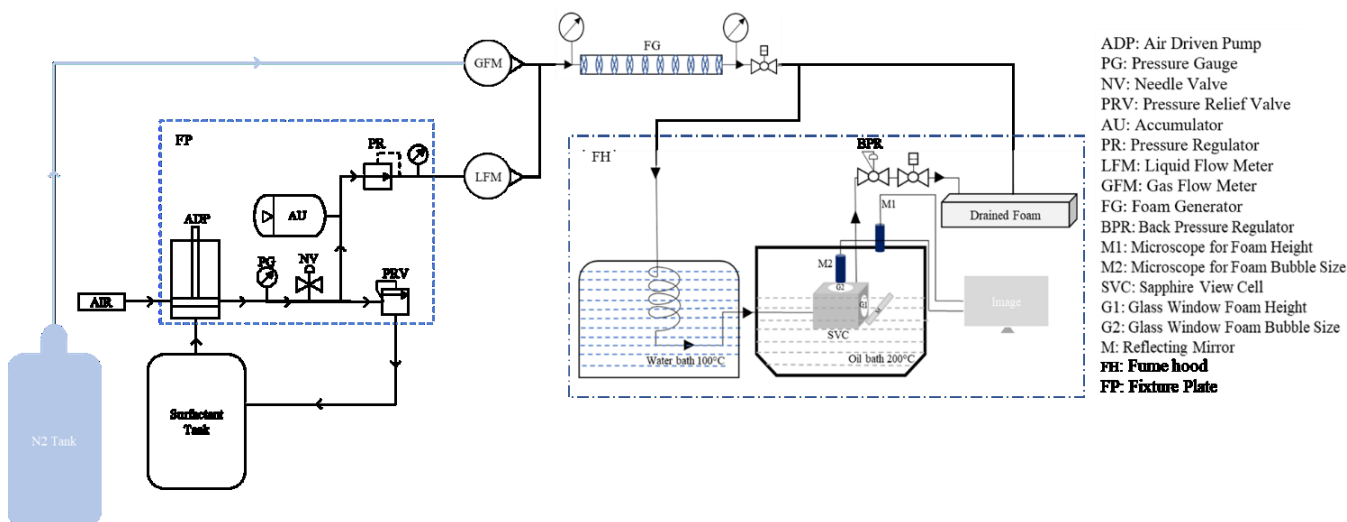 GFM
FG
FP
PR
LFM
ADP
AU
PG
NV
PRV
AIR
N2 Tank
Surfactant
Tank
FH
BPR
M1
M2
G2
G1
M
SVC
Drained Foam
Image
Water bath 100°C
Oil bath 200°C
ADP: Air Driven Pump
PG: Pressure Gauge
NV: Needle Valve
PRV: Pressure Relief Valve
AU: Accumulator
PR: Pressure Regulator
LFM: Liquid Flow Meter
GFM: Gas Flow Meter
FG: Foam Generator
BPR: Back Pressure Regulator
M1: Microscope for Foam Height
M2: Microscope for Foam Bubble Size
SVC: Sapphire View Cell
G1: Glass Window Foam Height
G2: Glass Window Foam Bubble Size
M: Reflecting Mirror
FH: Fume hood
FP: Fixture Plate